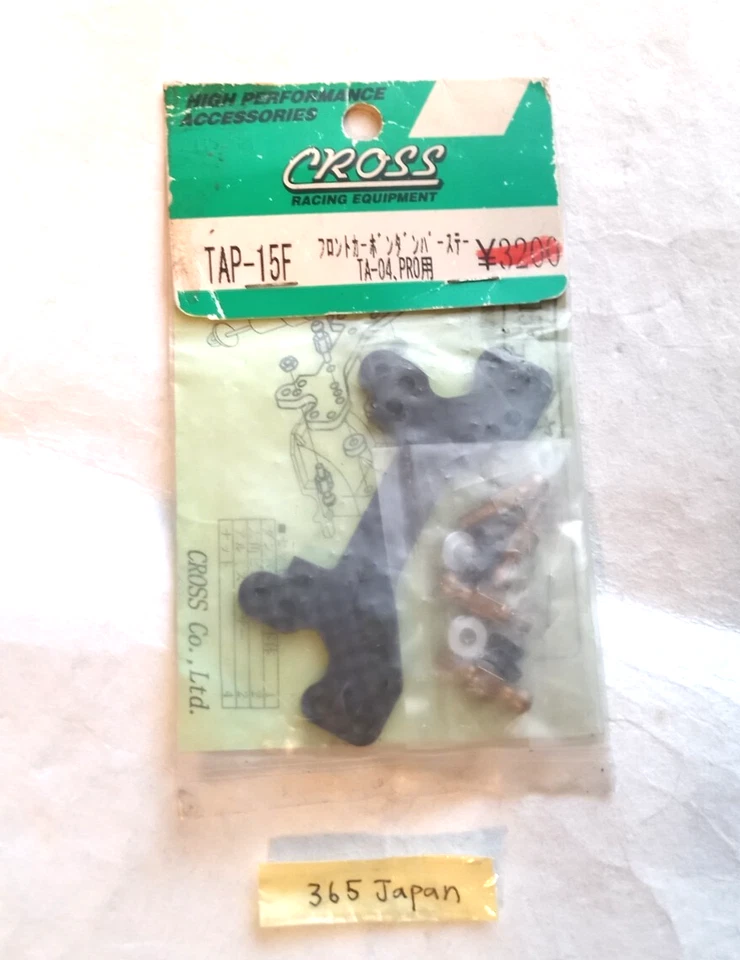 HIGH PERFORMANCE
ACCESSORIES
CROSS
RACING EQUIPMENT
TAP-15F
フロントカーボンダンパーステー
TA-04、PRO用
¥3200
CROSS Co.,Ltd.
365 Japan